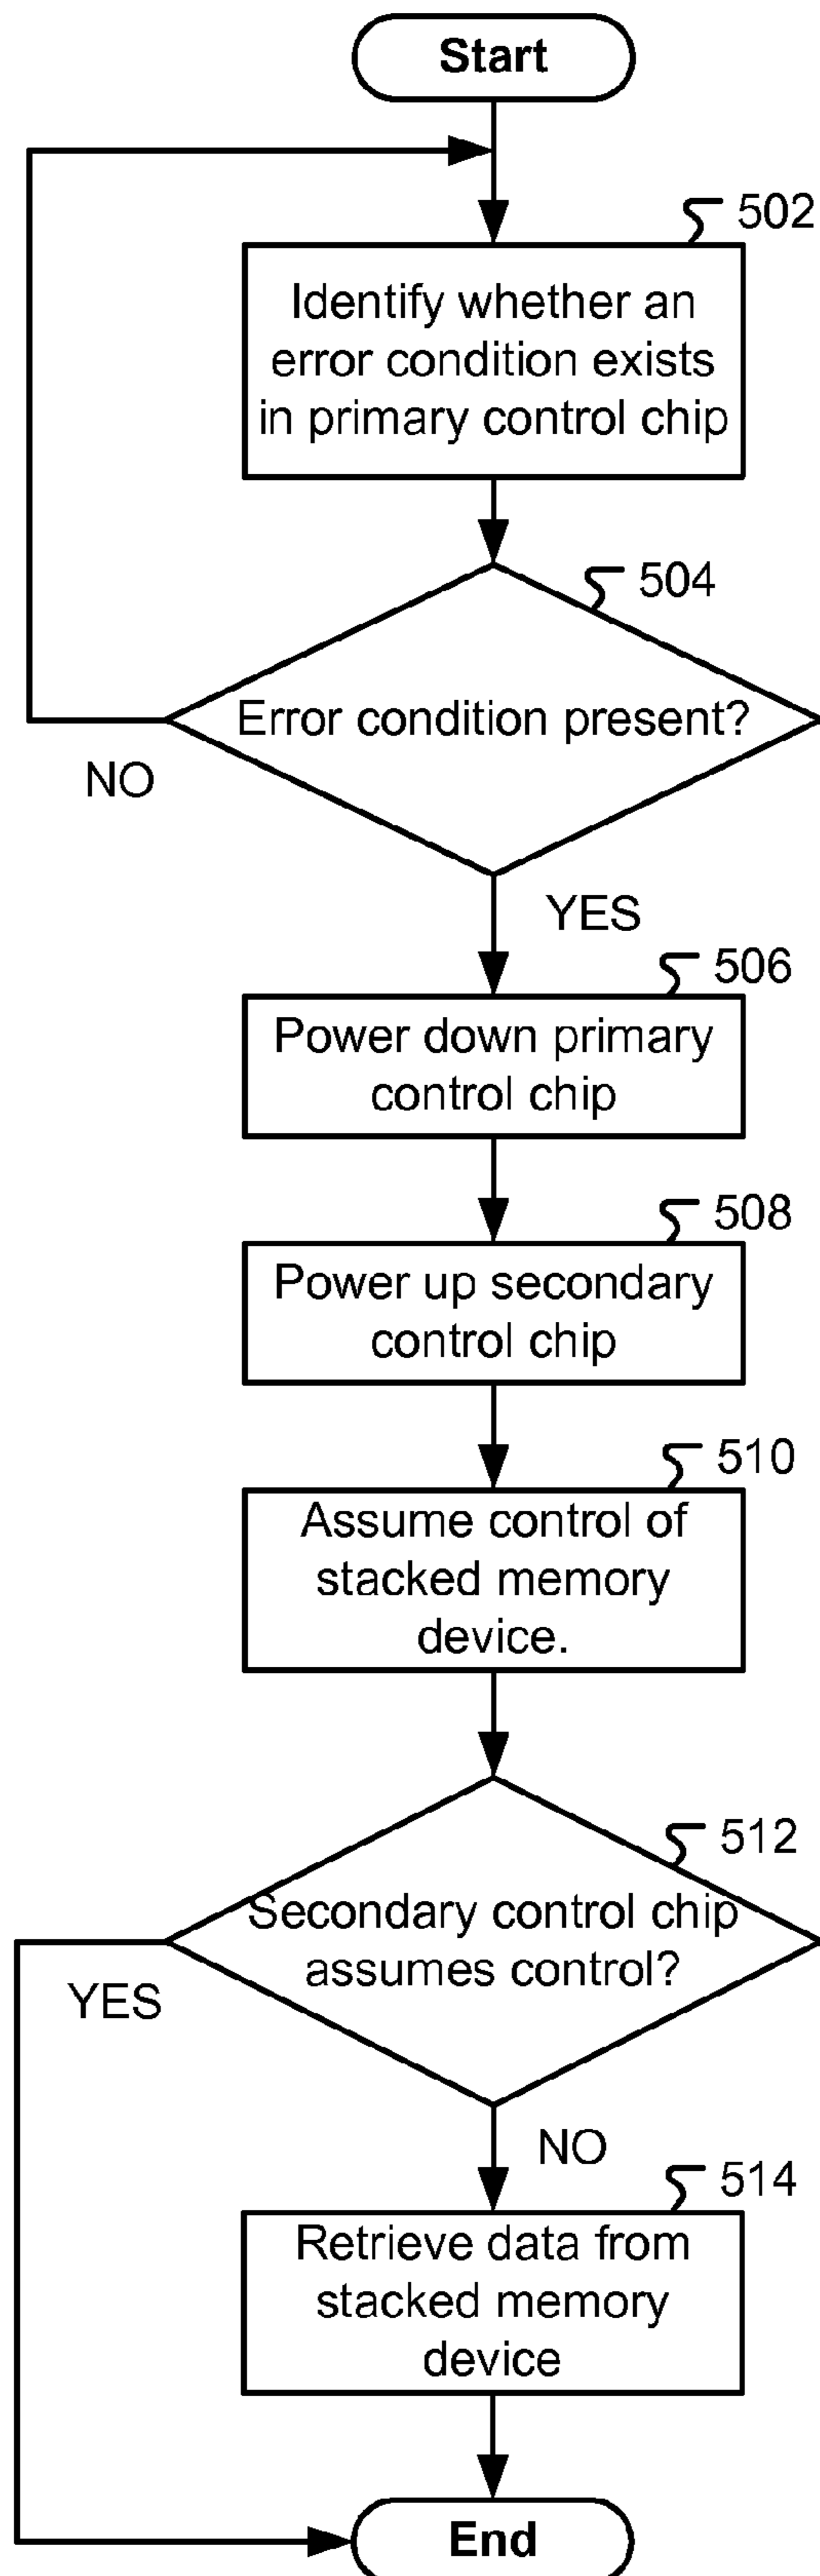 Start
502
Identify whether an
error condition exists
in primary control chip
504
Error condition present?
NO
YES
506
Power down primary
control chip
508
Power up secondary
control chip
510
Assume control of
stacked memory
device.
512
Secondary control chip
assumes control?
YES
NO
514
Retrieve data from
stacked memory
device
End